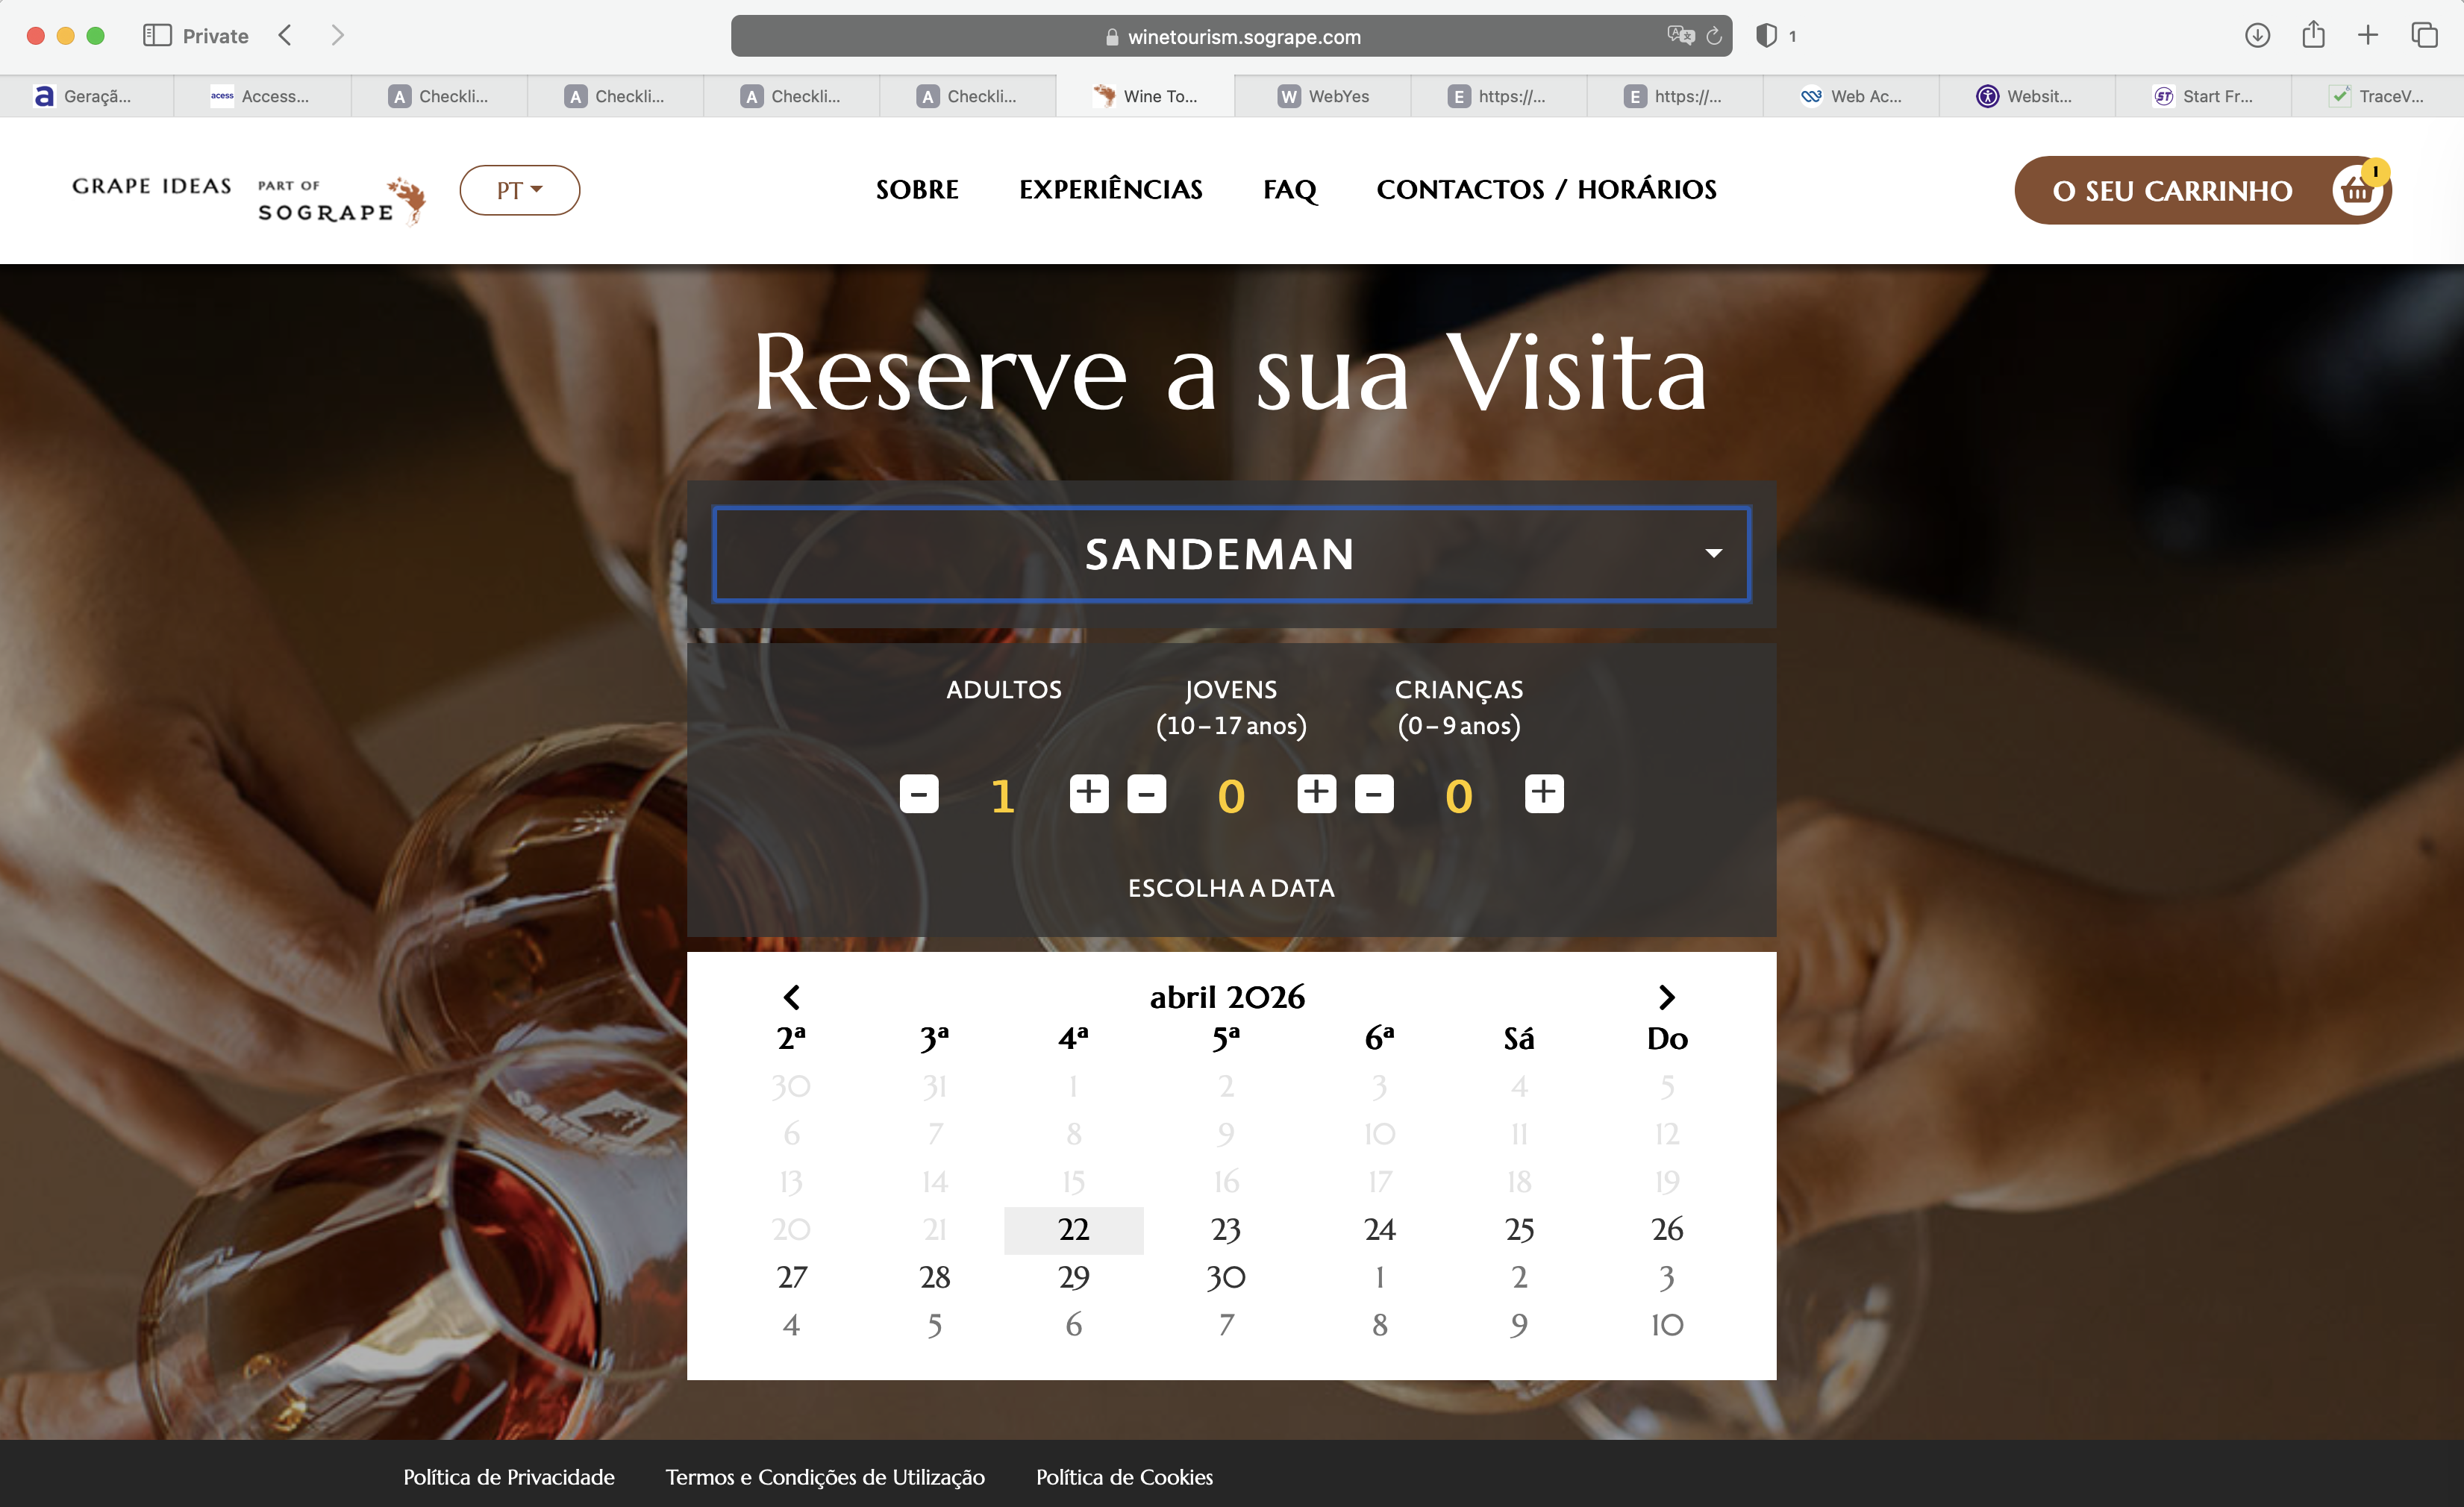 Private
winetourism.sogrape.com
1
a Geraçã...
acess Access...
A Checkli...
A Checkli...
A Checkli...
A Checkli...
Wine To...
W WebYes
E https://...
E https://...
Web Ac...
Websit...
ST Start Fr...
TraceV...
GRAPE IDEAS
PART OF
SOGRAPE
PT
SOBRE
EXPERIÊNCIAS
FAQ
CONTACTOS / HORÁRIOS
O SEU CARRINHO
1
Reserve a sua Visita
SANDEMAN
ADULTOS
JOVENS
(10–17 anos)
CRIANÇAS
(0–9 anos)
- 1 + - 0 + - 0 +
ESCOLHA A DATA
abril 2026
2ª 3ª 4ª 5ª 6ª Sá Do
30 31 1 2 3 4 5
6 7 8 9 10 11 12
13 14 15 16 17 18 19
20 21 22 23 24 25 26
27 28 29 30 1 2 3
4 5 6 7 8 9 10
Política de Privacidade
Termos e Condições de Utilização
Política de Cookies